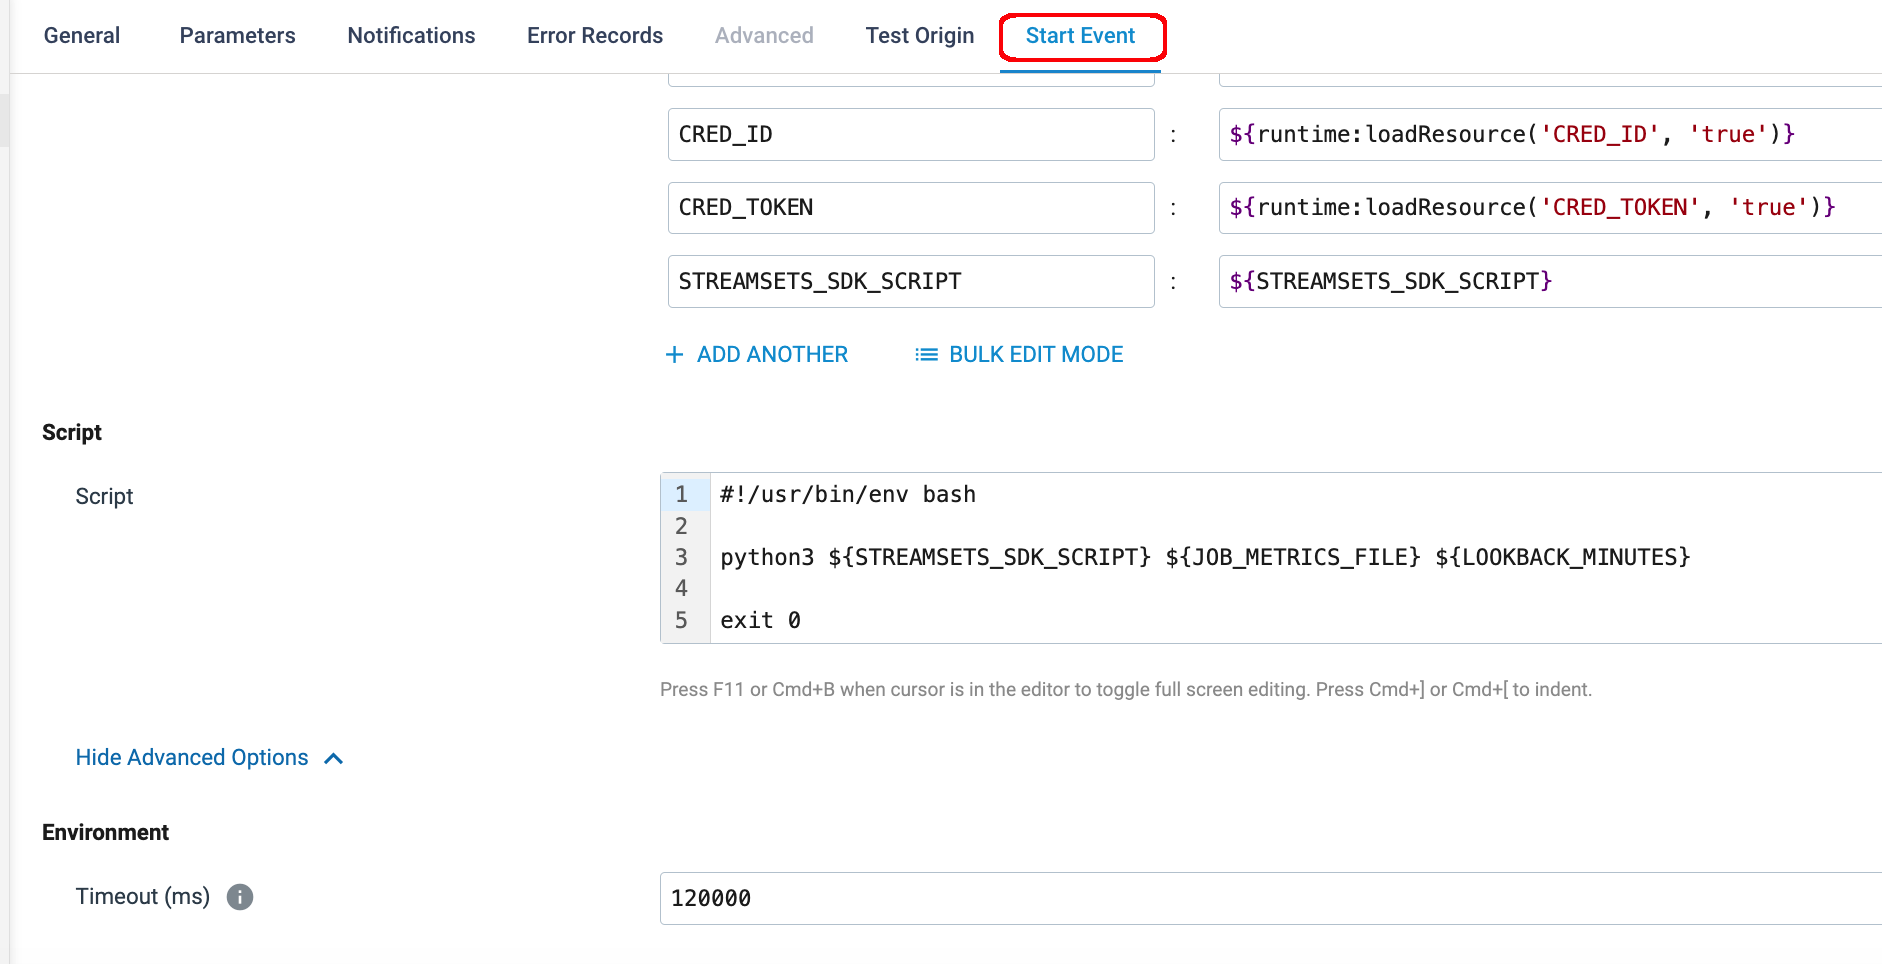 General Parameters Notifications Error Records Advanced Test Origin Start Event
CRED_ID : ${runtime:loadResource('CRED_ID', 'true')}
CRED_TOKEN : ${runtime:loadResource('CRED_TOKEN', 'true')}
STREAMSETS_SDK_SCRIPT : ${STREAMSETS_SDK_SCRIPT}
+ ADD ANOTHER BULK EDIT MODE
Script
Script
1 #!/usr/bin/env bash
2
3 python3 ${STREAMSETS_SDK_SCRIPT} ${JOB_METRICS_FILE} ${LOOKBACK_MINUTES}
4
5 exit 0
Press F11 or Cmd+B when cursor is in the editor to toggle full screen editing. Press Cmd+] or Cmd+[ to indent.
Hide Advanced Options
Environment
Timeout (ms) i 120000